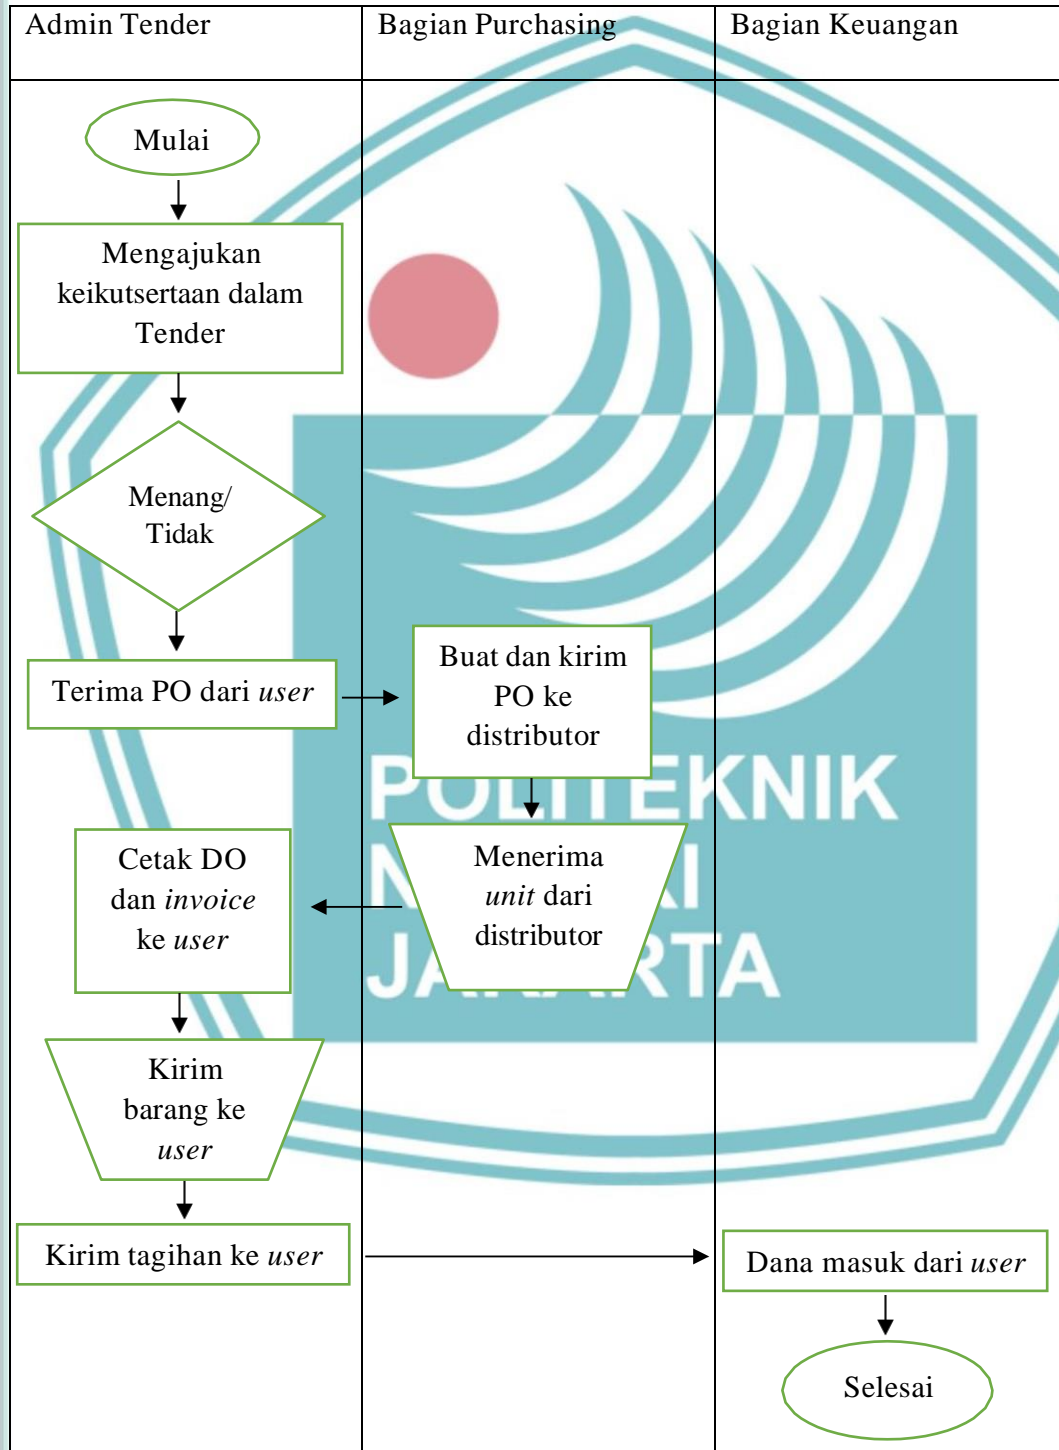 Admin Tender
Bagian Purchasing
Bagian Keuangan
Mulai
Mengajukan
keikutsertaan dalam
Tender
Menang/
Tidak
Terima PO dari user
Buat dan kirim
PO ke
distributor
Menerima
unit dari
distributor
Cetak DO
dan invoice
ke user
Kirim
barang ke
user
Kirim tagihan ke user
Dana masuk dari user
Selesai
POLITEKNIK
JAKARTA